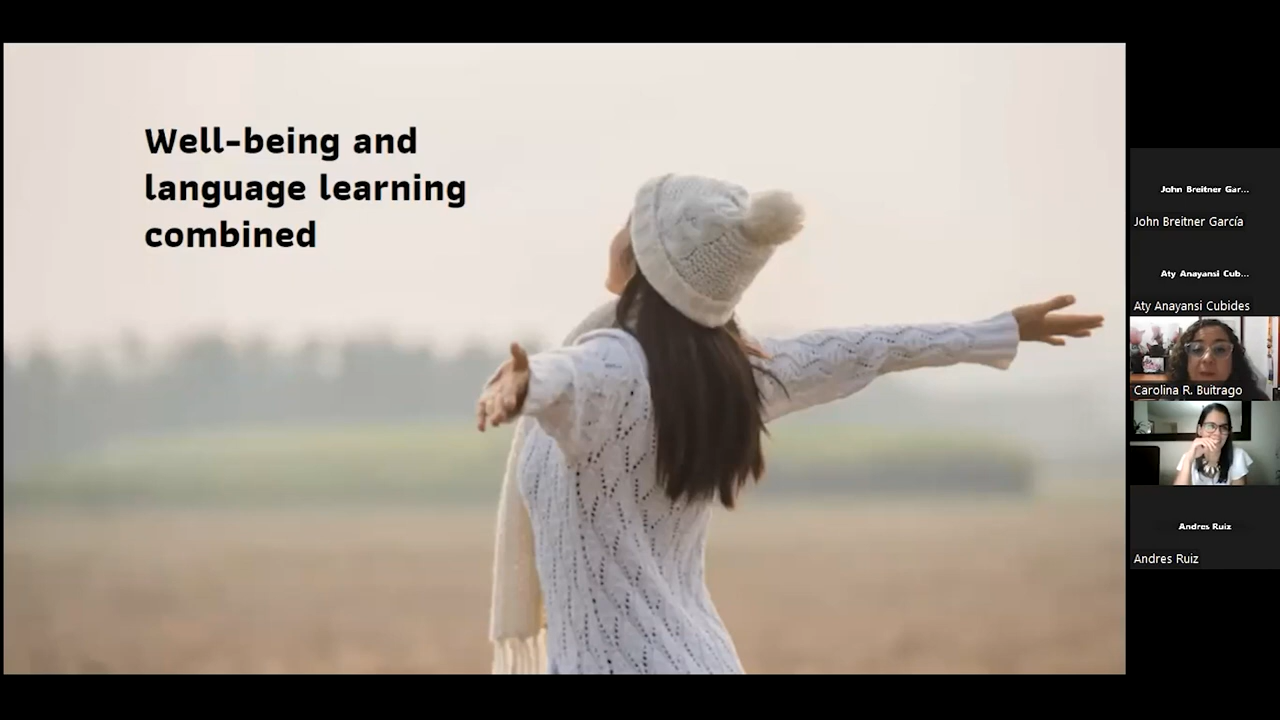 Well-being and
language learning
combined
John Breitner Gar...
John Breitner García
Aty Anayansi Cub...
Aty Anayansi Cubides
Carolina R. Buitrago
Andres Ruiz
Andres Ruiz